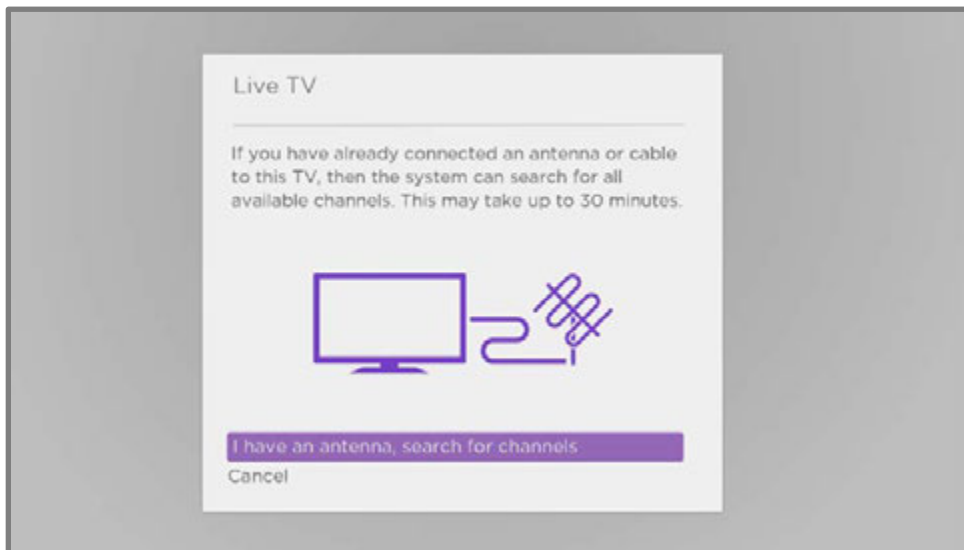 Live TV
If you have already connected an antenna or cable
to this TV, then the system can search for all
available channels. This may take up to 30 minutes.
I have an antenna, search for channels
Cancel